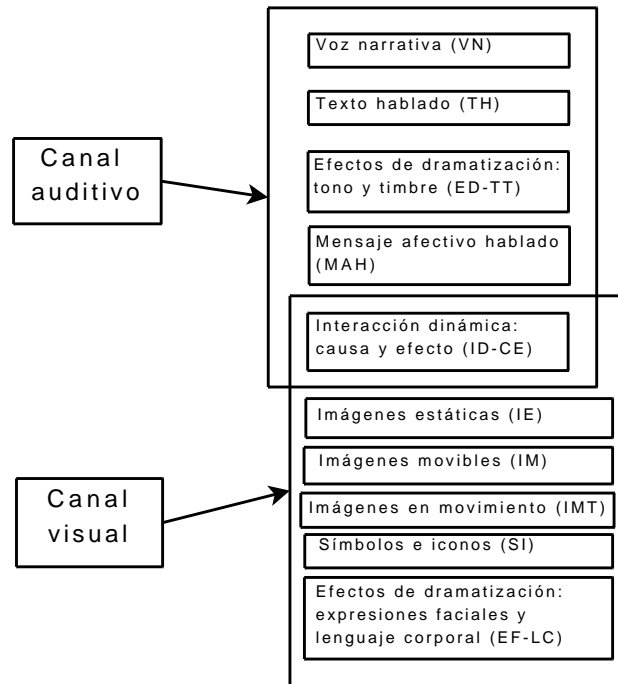 Voz narrativa (VN)
Texto hablado (TH)
Canal
auditivo
Efectos de dramatización:
tono y timbre (ED-TT)
Mensaje afectivo hablado
(MAH)
Interacción dinámica:
causa y efecto (ID-CE)
Imágenes estáticas (IE)
Imágenes movibles (IM)
Canal
visual
Imágenes en movimiento (IMT)
Símbolos e iconos (SI)
Efectos de dramatización:
expresiones faciales y
lenguaje corporal (EF-LC)